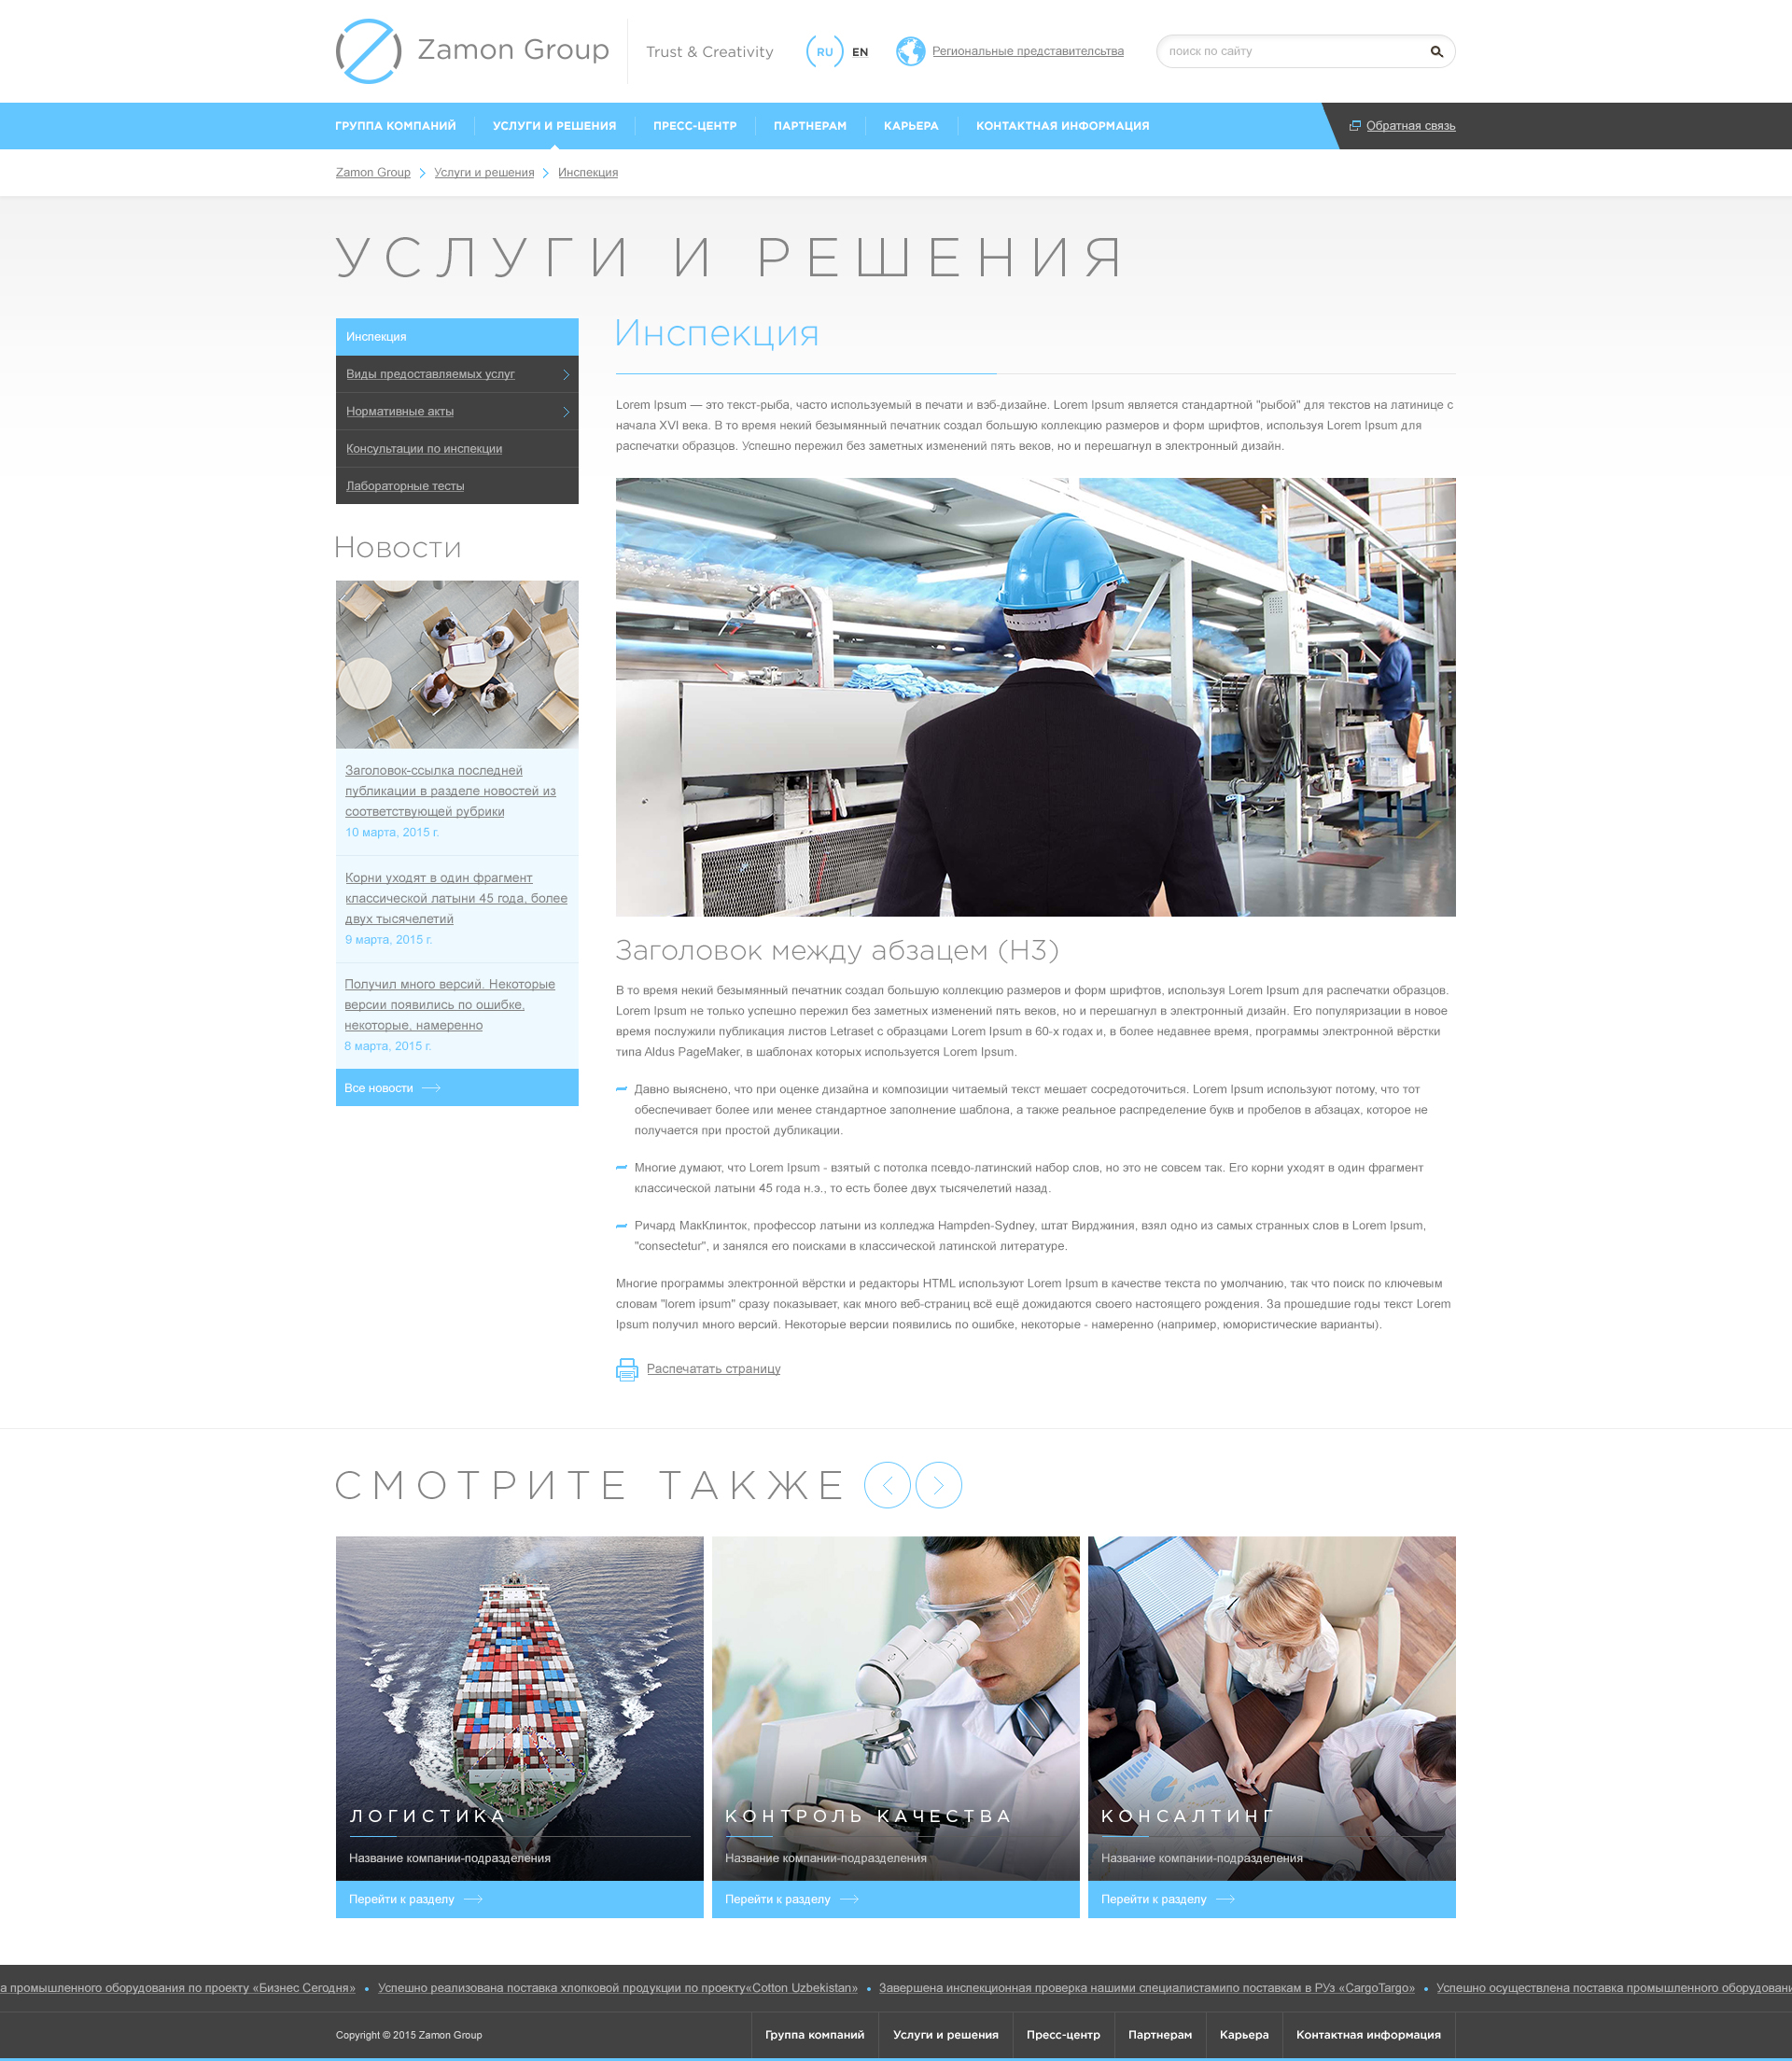 Zamon Group
Trust & Creativity
RU EN
Региональные представителсьтва
поиск по сайту
ГРУППА КОМПАНИЙ
УСЛУГИ И РЕШЕНИЯ
ПРЕСС-ЦЕНТР
ПАРТНЕРАМ
КАРЬЕРА
КОНТАКТНАЯ ИНФОРМАЦИЯ
Обратная связь
Zamon Group
Услуги и решения
Инспекция
УСЛУГИ И РЕШЕНИЯ
Инспекция
Виды предоставляемых услуг
Нормативные акты
Консультации по инспекции
Лабораторные тесты
Новости
Заголовок-ссылка последней
публикации в разделе новостей из
соответствующей рубрики
10 марта, 2015 г.
Корни уходят в один фрагмент
классической латыни 45 года, более
двух тысячелетий
9 марта, 2015 г.
Получил много версий. Некоторые
версии появились по ошибке,
некоторые, намеренно
8 марта, 2015 г.
Все новости
Инспекция
Lorem Ipsum — это текст-рыба, часто используемый в печати и вэб-дизайне. Lorem Ipsum является стандартной "рыбой" для текстов на латинице с
начала XVI века. В то время некий безымянный печатник создал большую коллекцию размеров и форм шрифтов, используя Lorem Ipsum для
распечатки образцов. Успешно пережил без заметных изменений пять веков, но и перешагнул в электронный дизайн.
Заголовок между абзацем (H3)
В то время некий безымянный печатник создал большую коллекцию размеров и форм шрифтов, используя Lorem Ipsum для распечатки образцов.
Lorem Ipsum не только успешно пережил без заметных изменений пять веков, но и перешагнул в электронный дизайн. Его популяризации в новое
время послужили публикация листов Letraset с образцами Lorem Ipsum в 60-х годах и, в более недавнее время, программы электронной вёрстки
типа Aldus PageMaker, в шаблонах которых используется Lorem Ipsum.
Давно выяснено, что при оценке дизайна и композиции читаемый текст мешает сосредоточиться. Lorem Ipsum используют потому, что тот
обеспечивает более или менее стандартное заполнение шаблона, а также реальное распределение букв и пробелов в абзацах, которое не
получается при простой дубликации.
Многие думают, что Lorem Ipsum - взятый с потолка псевдо-латинский набор слов, но это не совсем так. Его корни уходят в один фрагмент
классической латыни 45 года н.э., то есть более двух тысячелетий назад.
Ричард МакКлинток, профессор латыни из колледжа Hampden-Sydney, штат Вирджиния, взял одно из самых странных слов в Lorem Ipsum,
"consectetur", и занялся его поисками в классической латинской литературе.
Многие программы электронной вёрстки и редакторы HTML используют Lorem Ipsum в качестве текста по умолчанию, так что поиск по ключевым
словам "lorem ipsum" сразу показывает, как много веб-страниц всё ещё дожидаются своего настоящего рождения. За прошедшие годы текст Lorem
Ipsum получил много версий. Некоторые версии появились по ошибке, некоторые - намеренно (например, юмористические варианты).
Распечатать страницу
СМОТРИТЕ ТАКЖЕ
ЛОГИСТИКА
Название компании-подразделения
Перейти к разделу
КОНТРОЛЬ КАЧЕСТВА
Название компании-подразделения
Перейти к разделу
КОНСАЛТИНГ
Название компании-подразделения
Перейти к разделу
а промышленного оборудования по проекту «Бизнес Сегодня» • Успешно реализована поставка хлопковой продукции по проекту«Cotton Uzbekistan» • Завершена инспекционная проверка нашими специалистамипо поставкам в РУз «CargoTargo» • Успешно осуществлена поставка промышленного оборудовани
Copyright © 2015 Zamon Group
Группа компаний
Услуги и решения
Пресс-центр
Партнерам
Карьера
Контактная информация